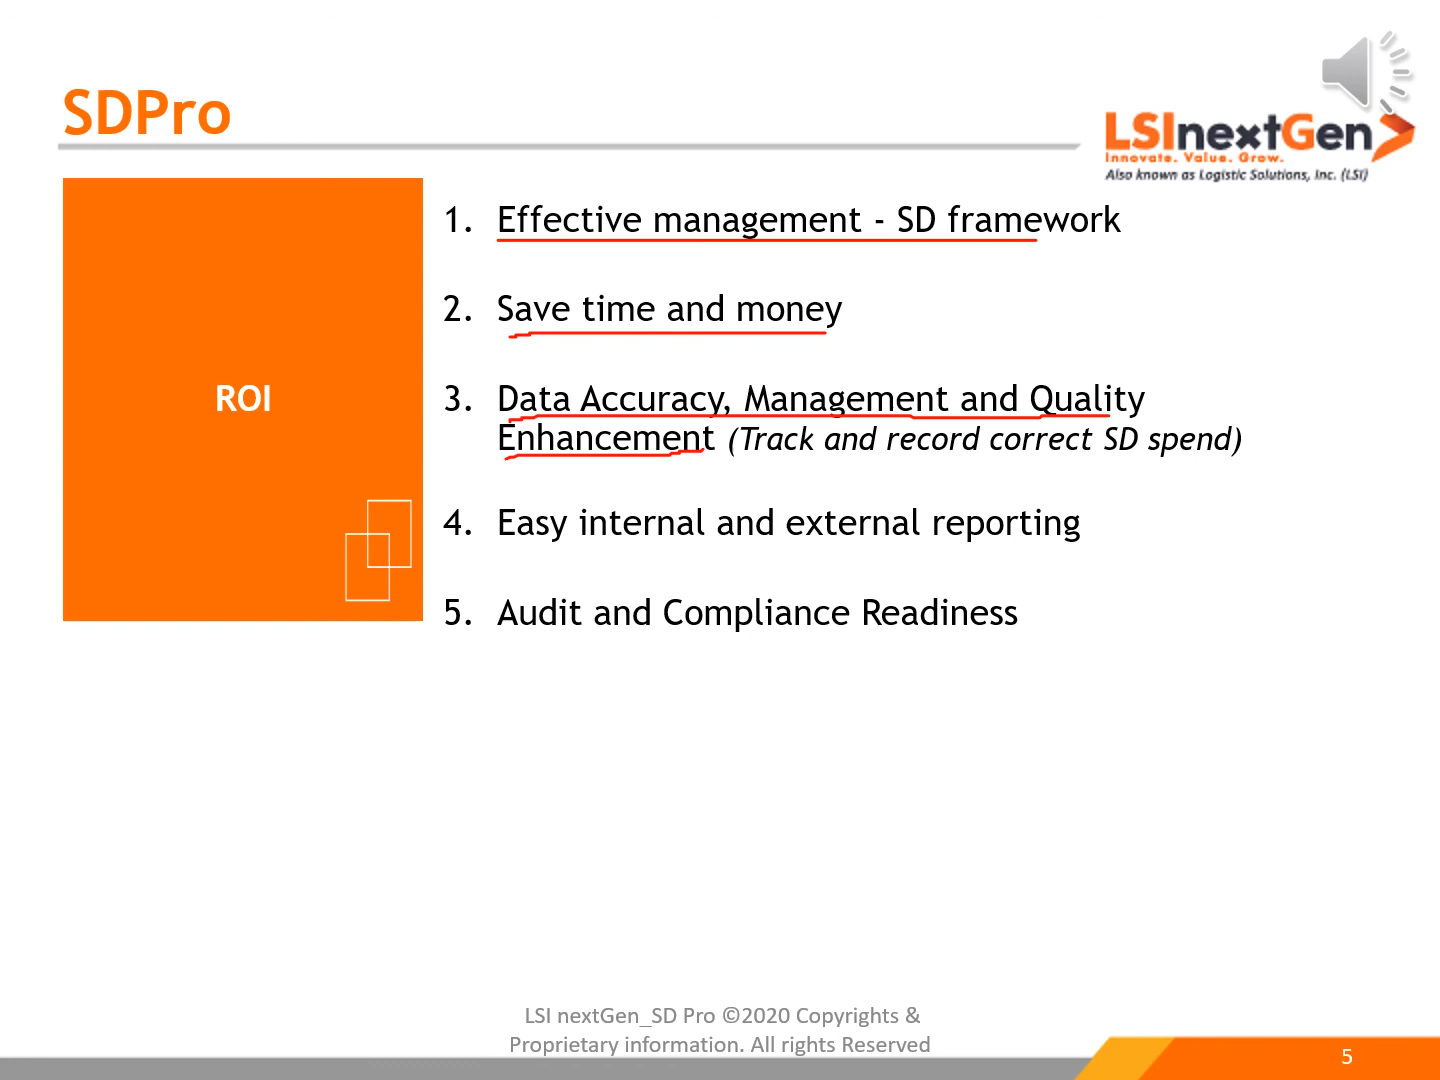 SDPro
LSInextGen
Innovate. Value. Grow.
Also known as Logistic Solutions, Inc. (LSI)
ROI
1. Effective management - SD framework
2. Save time and money
3. Data Accuracy, Management and Quality
Enhancement (Track and record correct SD spend)
4. Easy internal and external reporting
5. Audit and Compliance Readiness
LSI nextGen_SD Pro ©2020 Copyrights &
Proprietary information. All rights Reserved
5